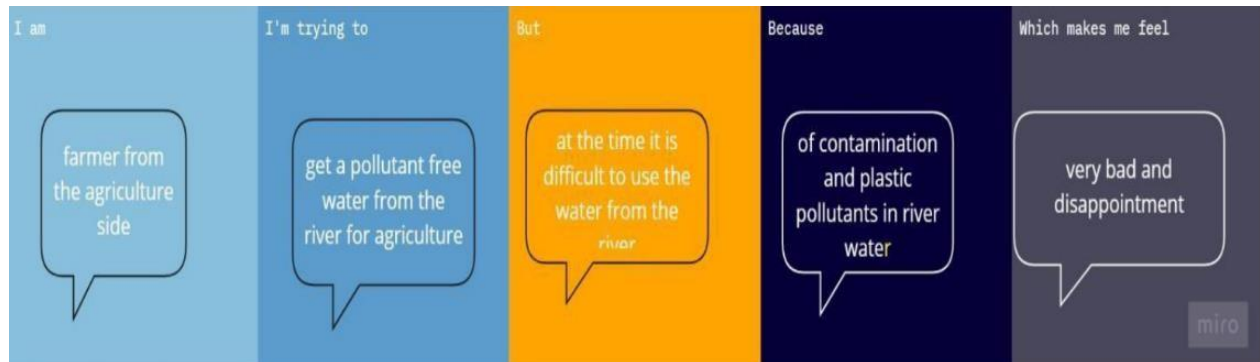 I am
farmer from
the agriculture
side
I'm trying to
get a pollutant free
water from the
river for agriculture
But
at the time it is
difficult to use the
water from the
river
Because
of contamination
and plastic
pollutants in river
water
Which makes me feel
very bad and
disappointment
miro